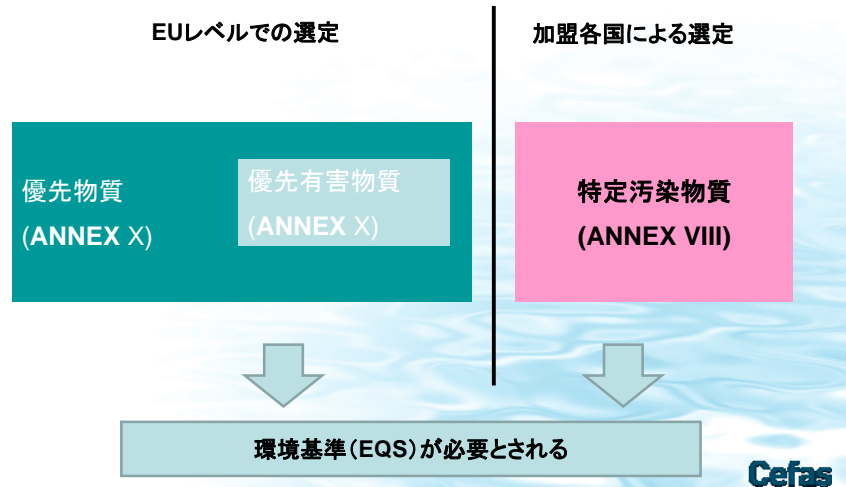 EUレベルでの選定
加盟各国による選定
優先物質
(ANNEX X)
優先有害物質
(ANNEX X)
特定汚染物質
(ANNEX VIII)
環境基準(EQS)が必要とされる
Cefas